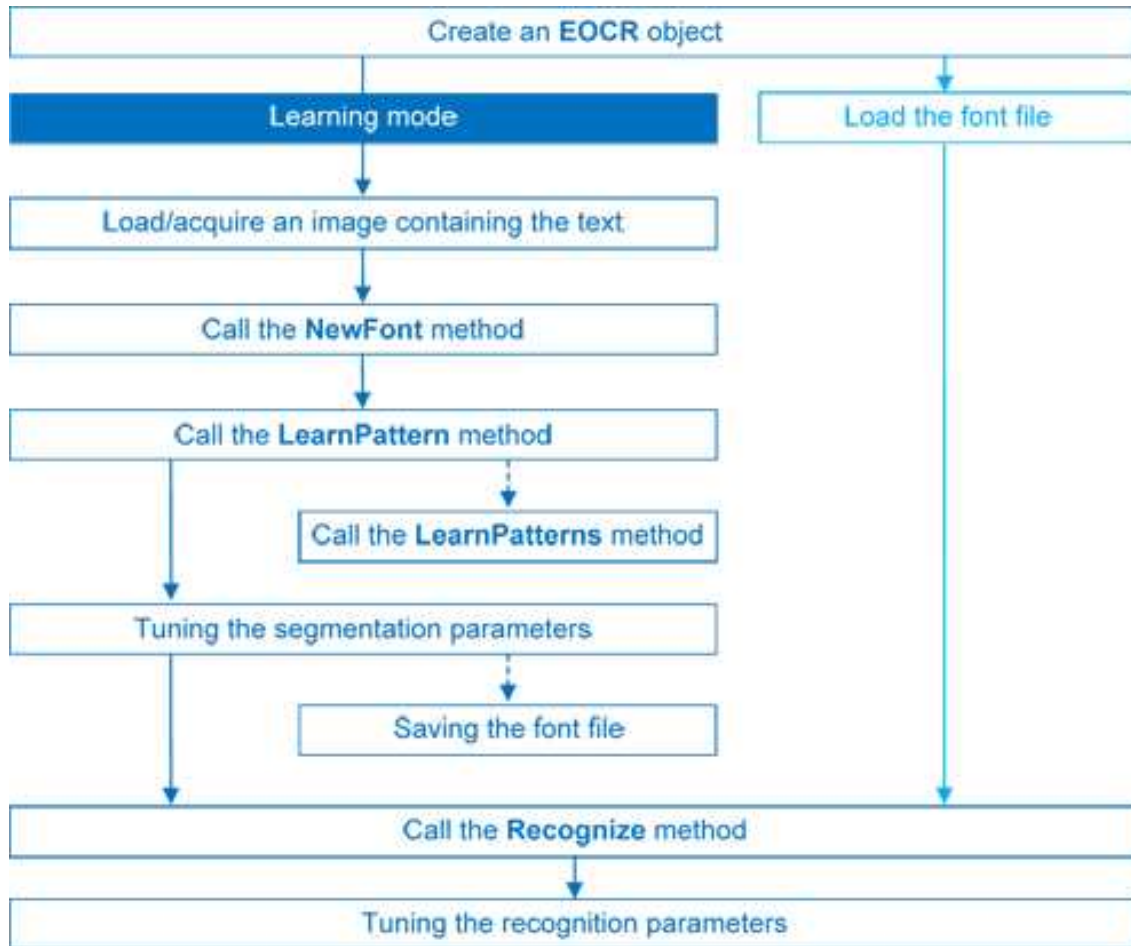 Create an EOCR object
Learning mode
Load the font file
Load/acquire an image containing the text
Call the NewFont method
Call the LearnPattern method
Call the LearnPatterns method
Tuning the segmentation parameters
Saving the font file
Call the Recognize method
Tuning the recognition parameters